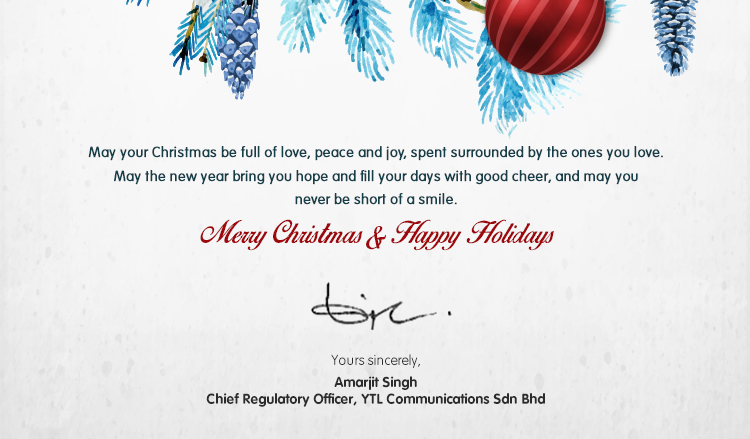 May your Christmas be full of love, peace and joy, spent surrounded by the ones you love.
May the new year bring you hope and fill your days with good cheer, and may you
never be short of a smile.
Merry Christmas & Happy Holidays
Yours sincerely,
Amarjit Singh
Chief Regulatory Officer, YTL Communications Sdn Bhd